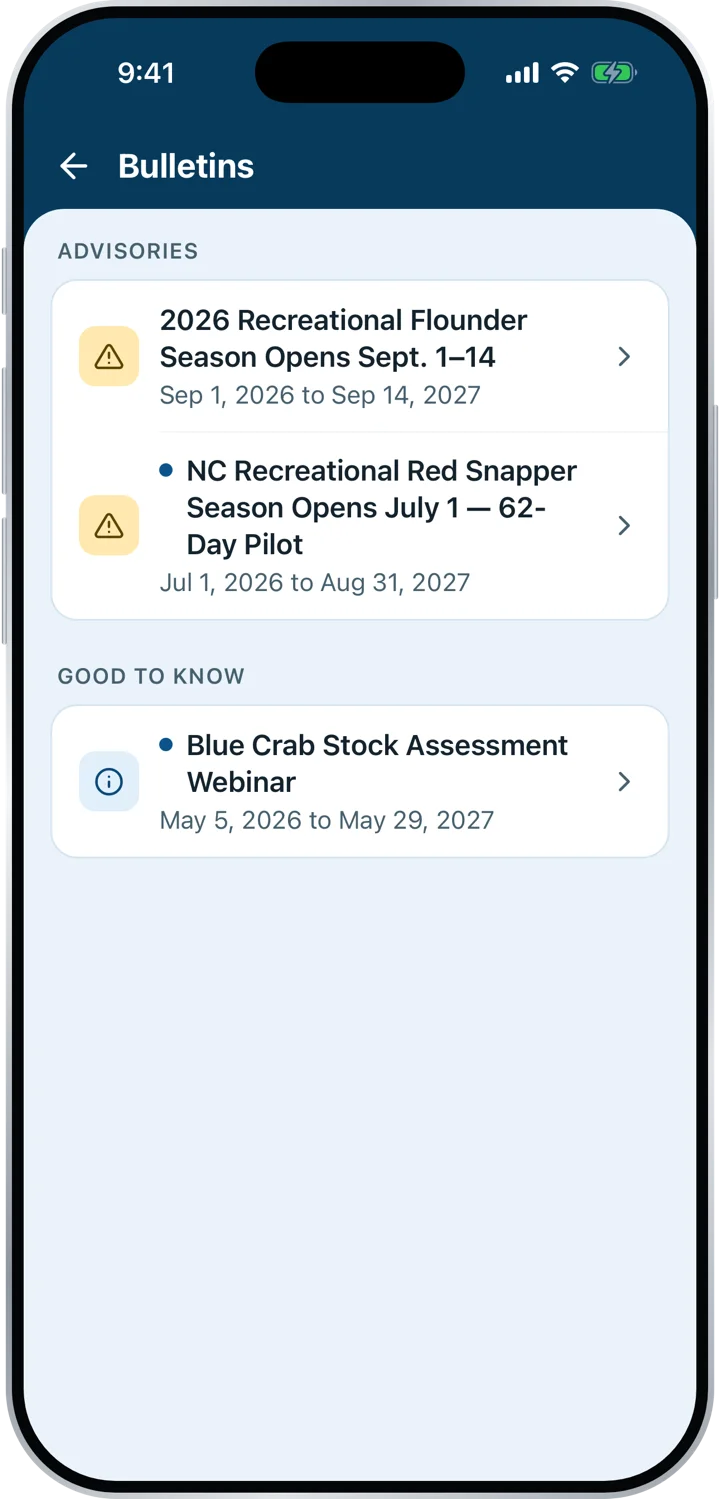 9:41
Bulletins
ADVISORIES
2026 Recreational Flounder
Season Opens Sept. 1–14
Sep 1, 2026 to Sep 14, 2027
NC Recreational Red Snapper
Season Opens July 1 — 62-
Day Pilot
Jul 1, 2026 to Aug 31, 2027
GOOD TO KNOW
Blue Crab Stock Assessment
Webinar
May 5, 2026 to May 29, 2027